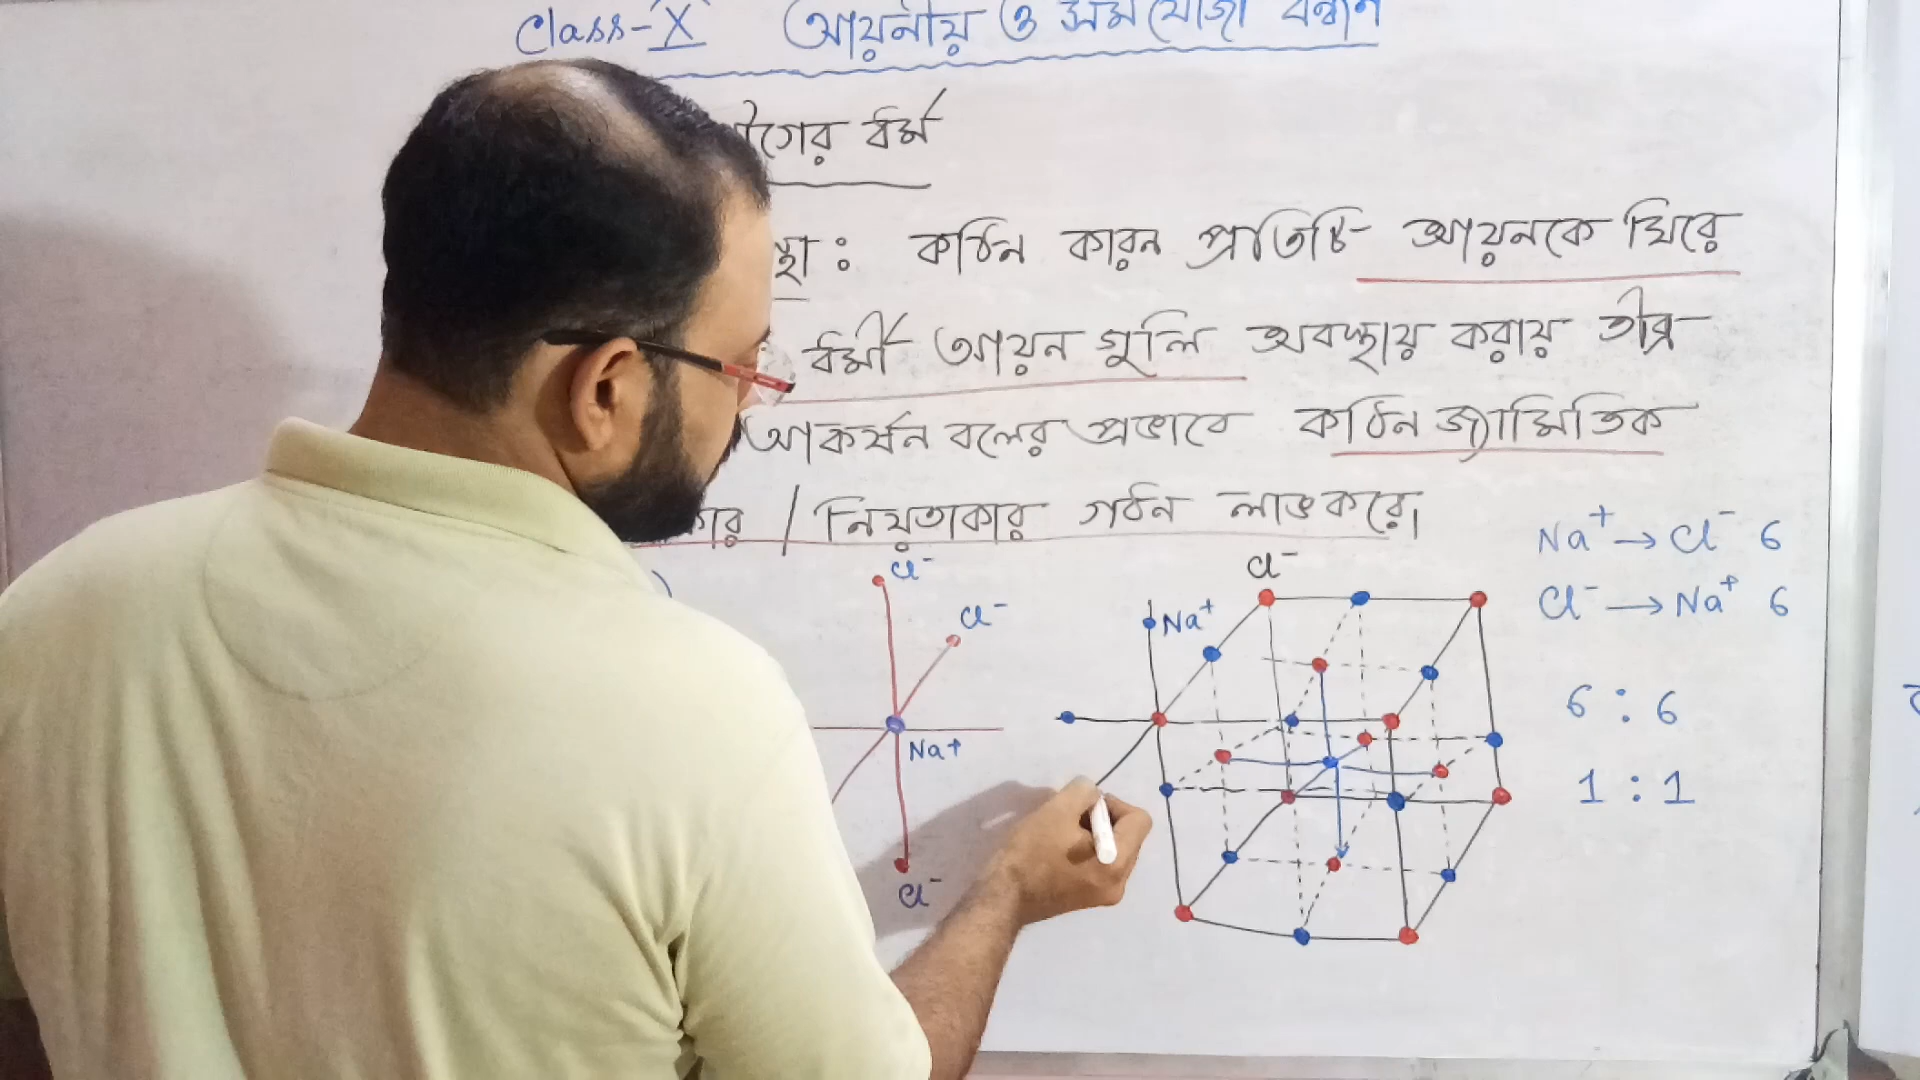 Class-X আয়নীয় ও সমযোজী বন্ধন
যৌগের ধর্ম
স্থা : কঠিন কারন প্রতিটি আয়নকে ঘিরে
ধর্মী আয়ন গুলি অবস্থায় করায় তীব্র
আকর্ষন বলের প্রভাবে কঠিন জ্যামিতিক
কার / নিয়তাকার গঠন লাভ করে।
Cl⁻
Cl⁻
Na⁺
Cl⁻
Cl⁻
Na⁺
Na⁺ → Cl⁻ 6
Cl⁻ → Na⁺ 6
6 : 6
1 : 1